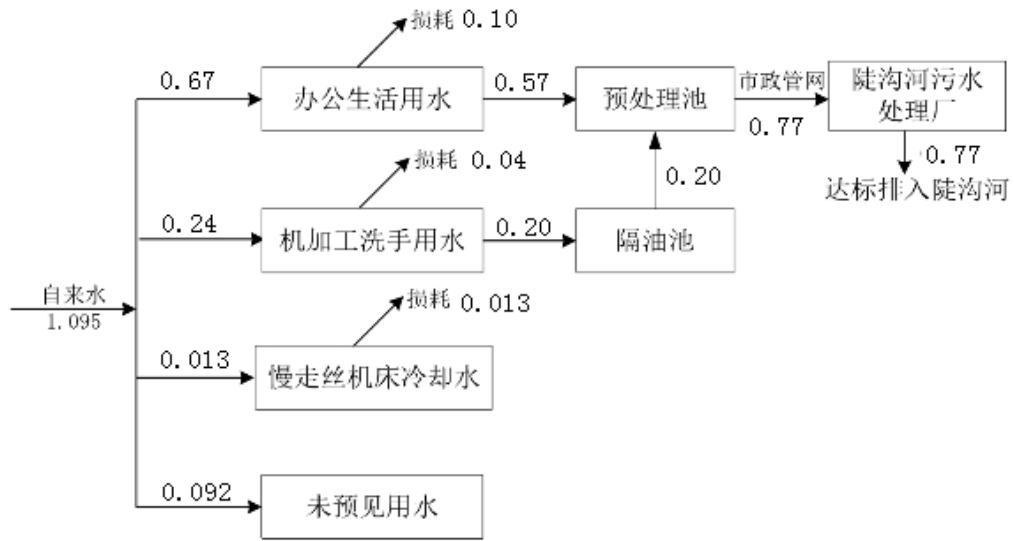 损耗 0.10
0.67
办公生活用水
0.57
预处理池
市政管网
0.77
陡沟河污水
处理厂
0.77
达标排入陡沟河
损耗 0.04
0.20
0.24
机加工洗手用水
0.20
隔油池
自来水
1.095
损耗 0.013
0.013
慢走丝机床冷却水
0.092
未预见用水